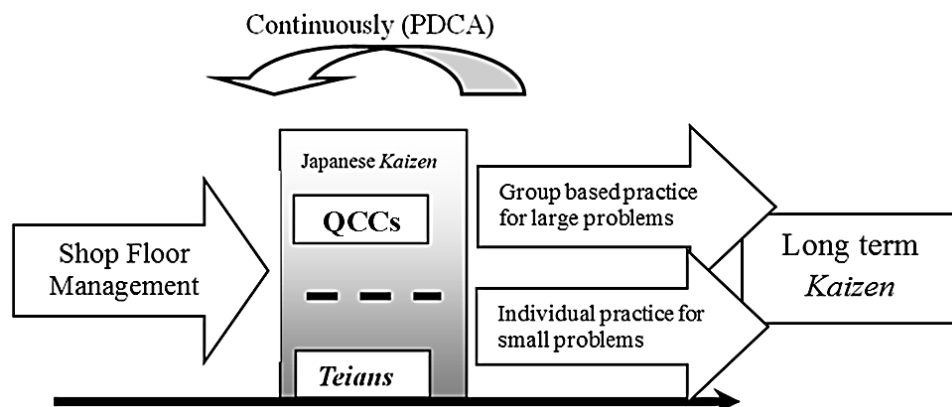 Continuously (PDCA)
Japanese Kaizen
QCCs
Teians
Shop Floor
Management
Group based practice
for large problems
Individual practice for
small problems
Long term
Kaizen